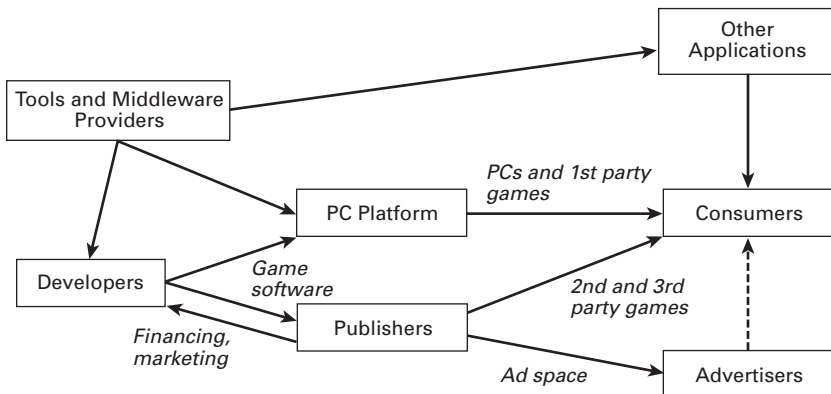 Other
Applications
Tools and Middleware
Providers
PCs and 1st party
games
PC Platform
Consumers
Developers
Game
software
2nd and 3rd
party games
Publishers
Financing,
marketing
Ad space
Advertisers